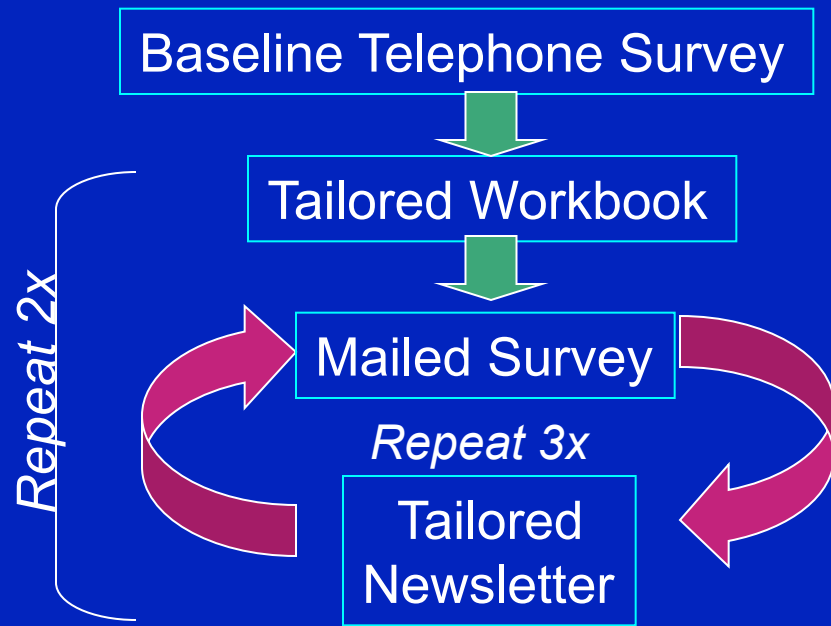 Baseline Telephone Survey
Tailored Workbook
Repeat 2x
Mailed Survey
Repeat 3x
Tailored
Newsletter